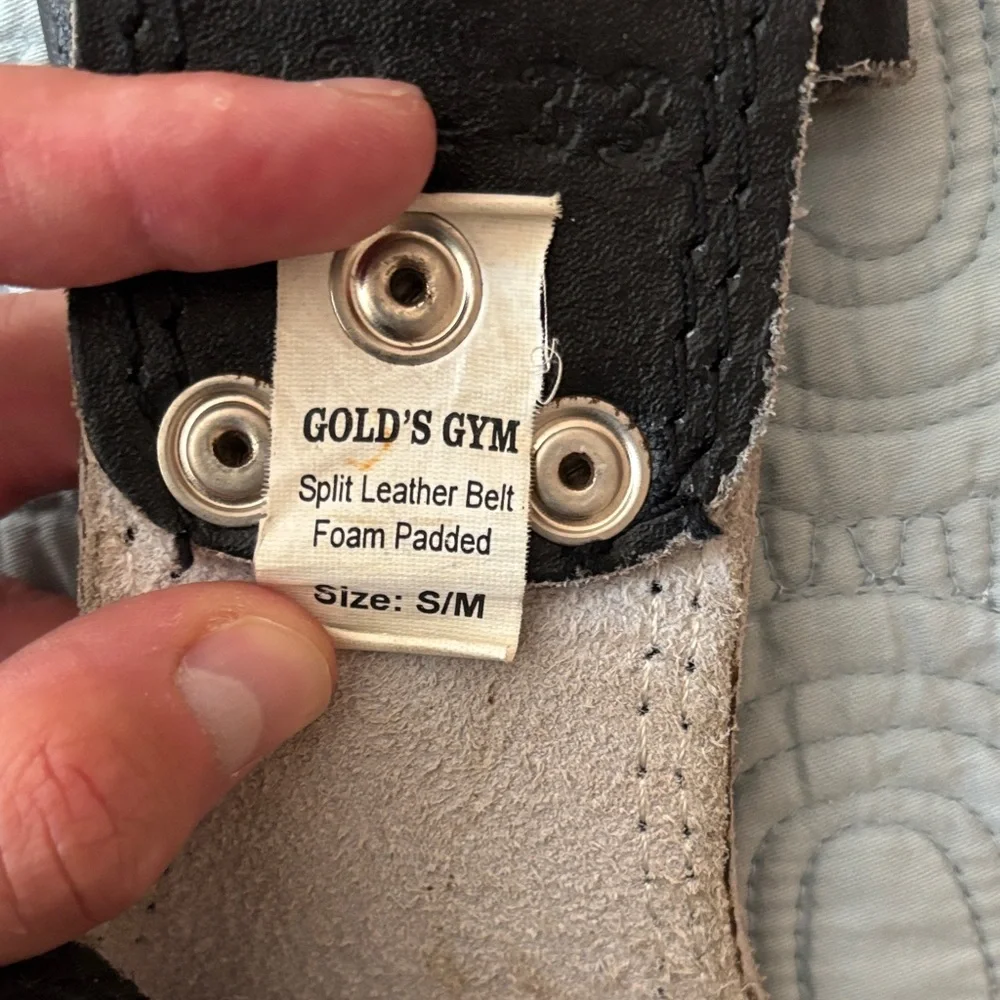 GOLD'S GYM
Split Leather Belt
Foam Padded
Size: S/M